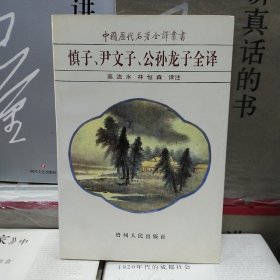 中國歷代名著全譯叢書
慎子、尹文子、公孙龙子全译
高流水 林恒森 译注
贵州人民出版社
讲真话的书
1920年代的成都社会